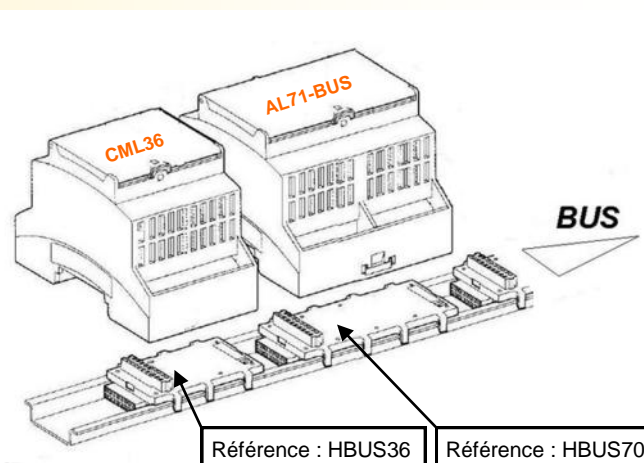 AL71-BUS
CML36
BUS
Référence : HBUS36
Référence : HBUS70